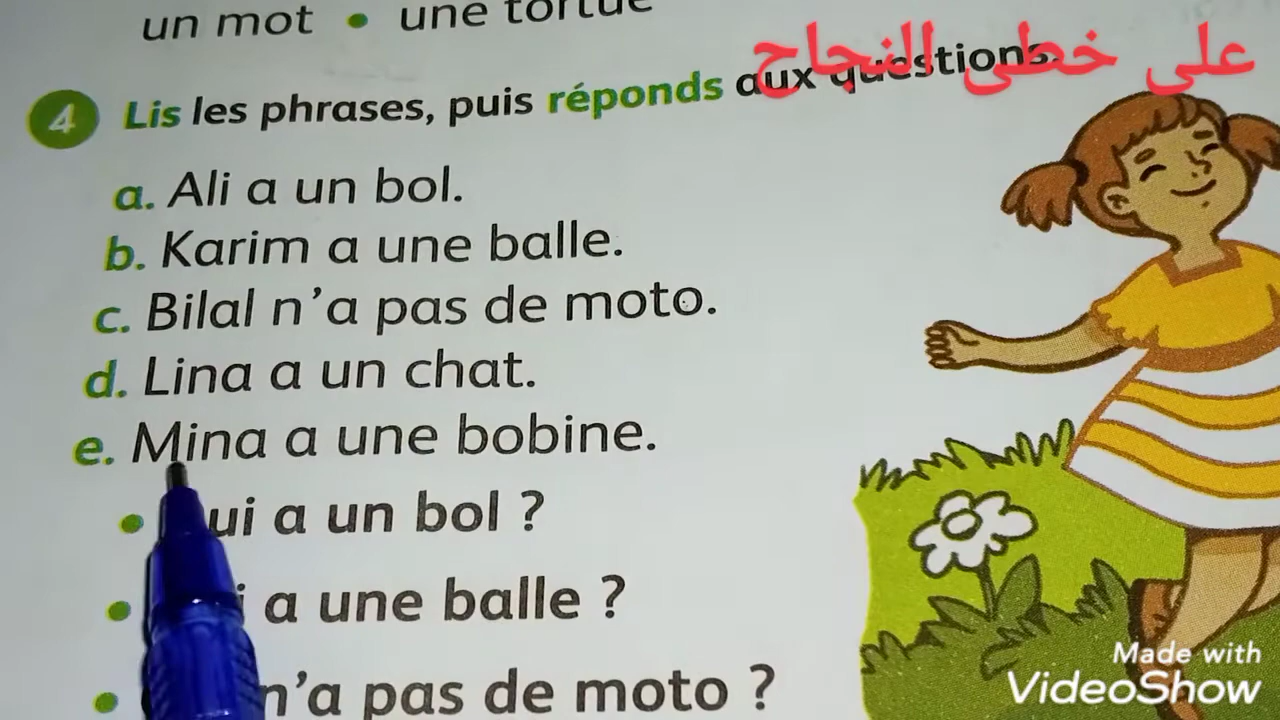 un mot • une tortue
على خطى النجاح
4 Lis les phrases, puis réponds aux questions.
a. Ali a un bol.
b. Karim a une balle.
c. Bilal n'a pas de moto.
d. Lina a un chat.
e. Mina a une bobine.
• ui a un bol ?
• i a une balle ?
• n'a pas de moto ?
Made with
VideoShow